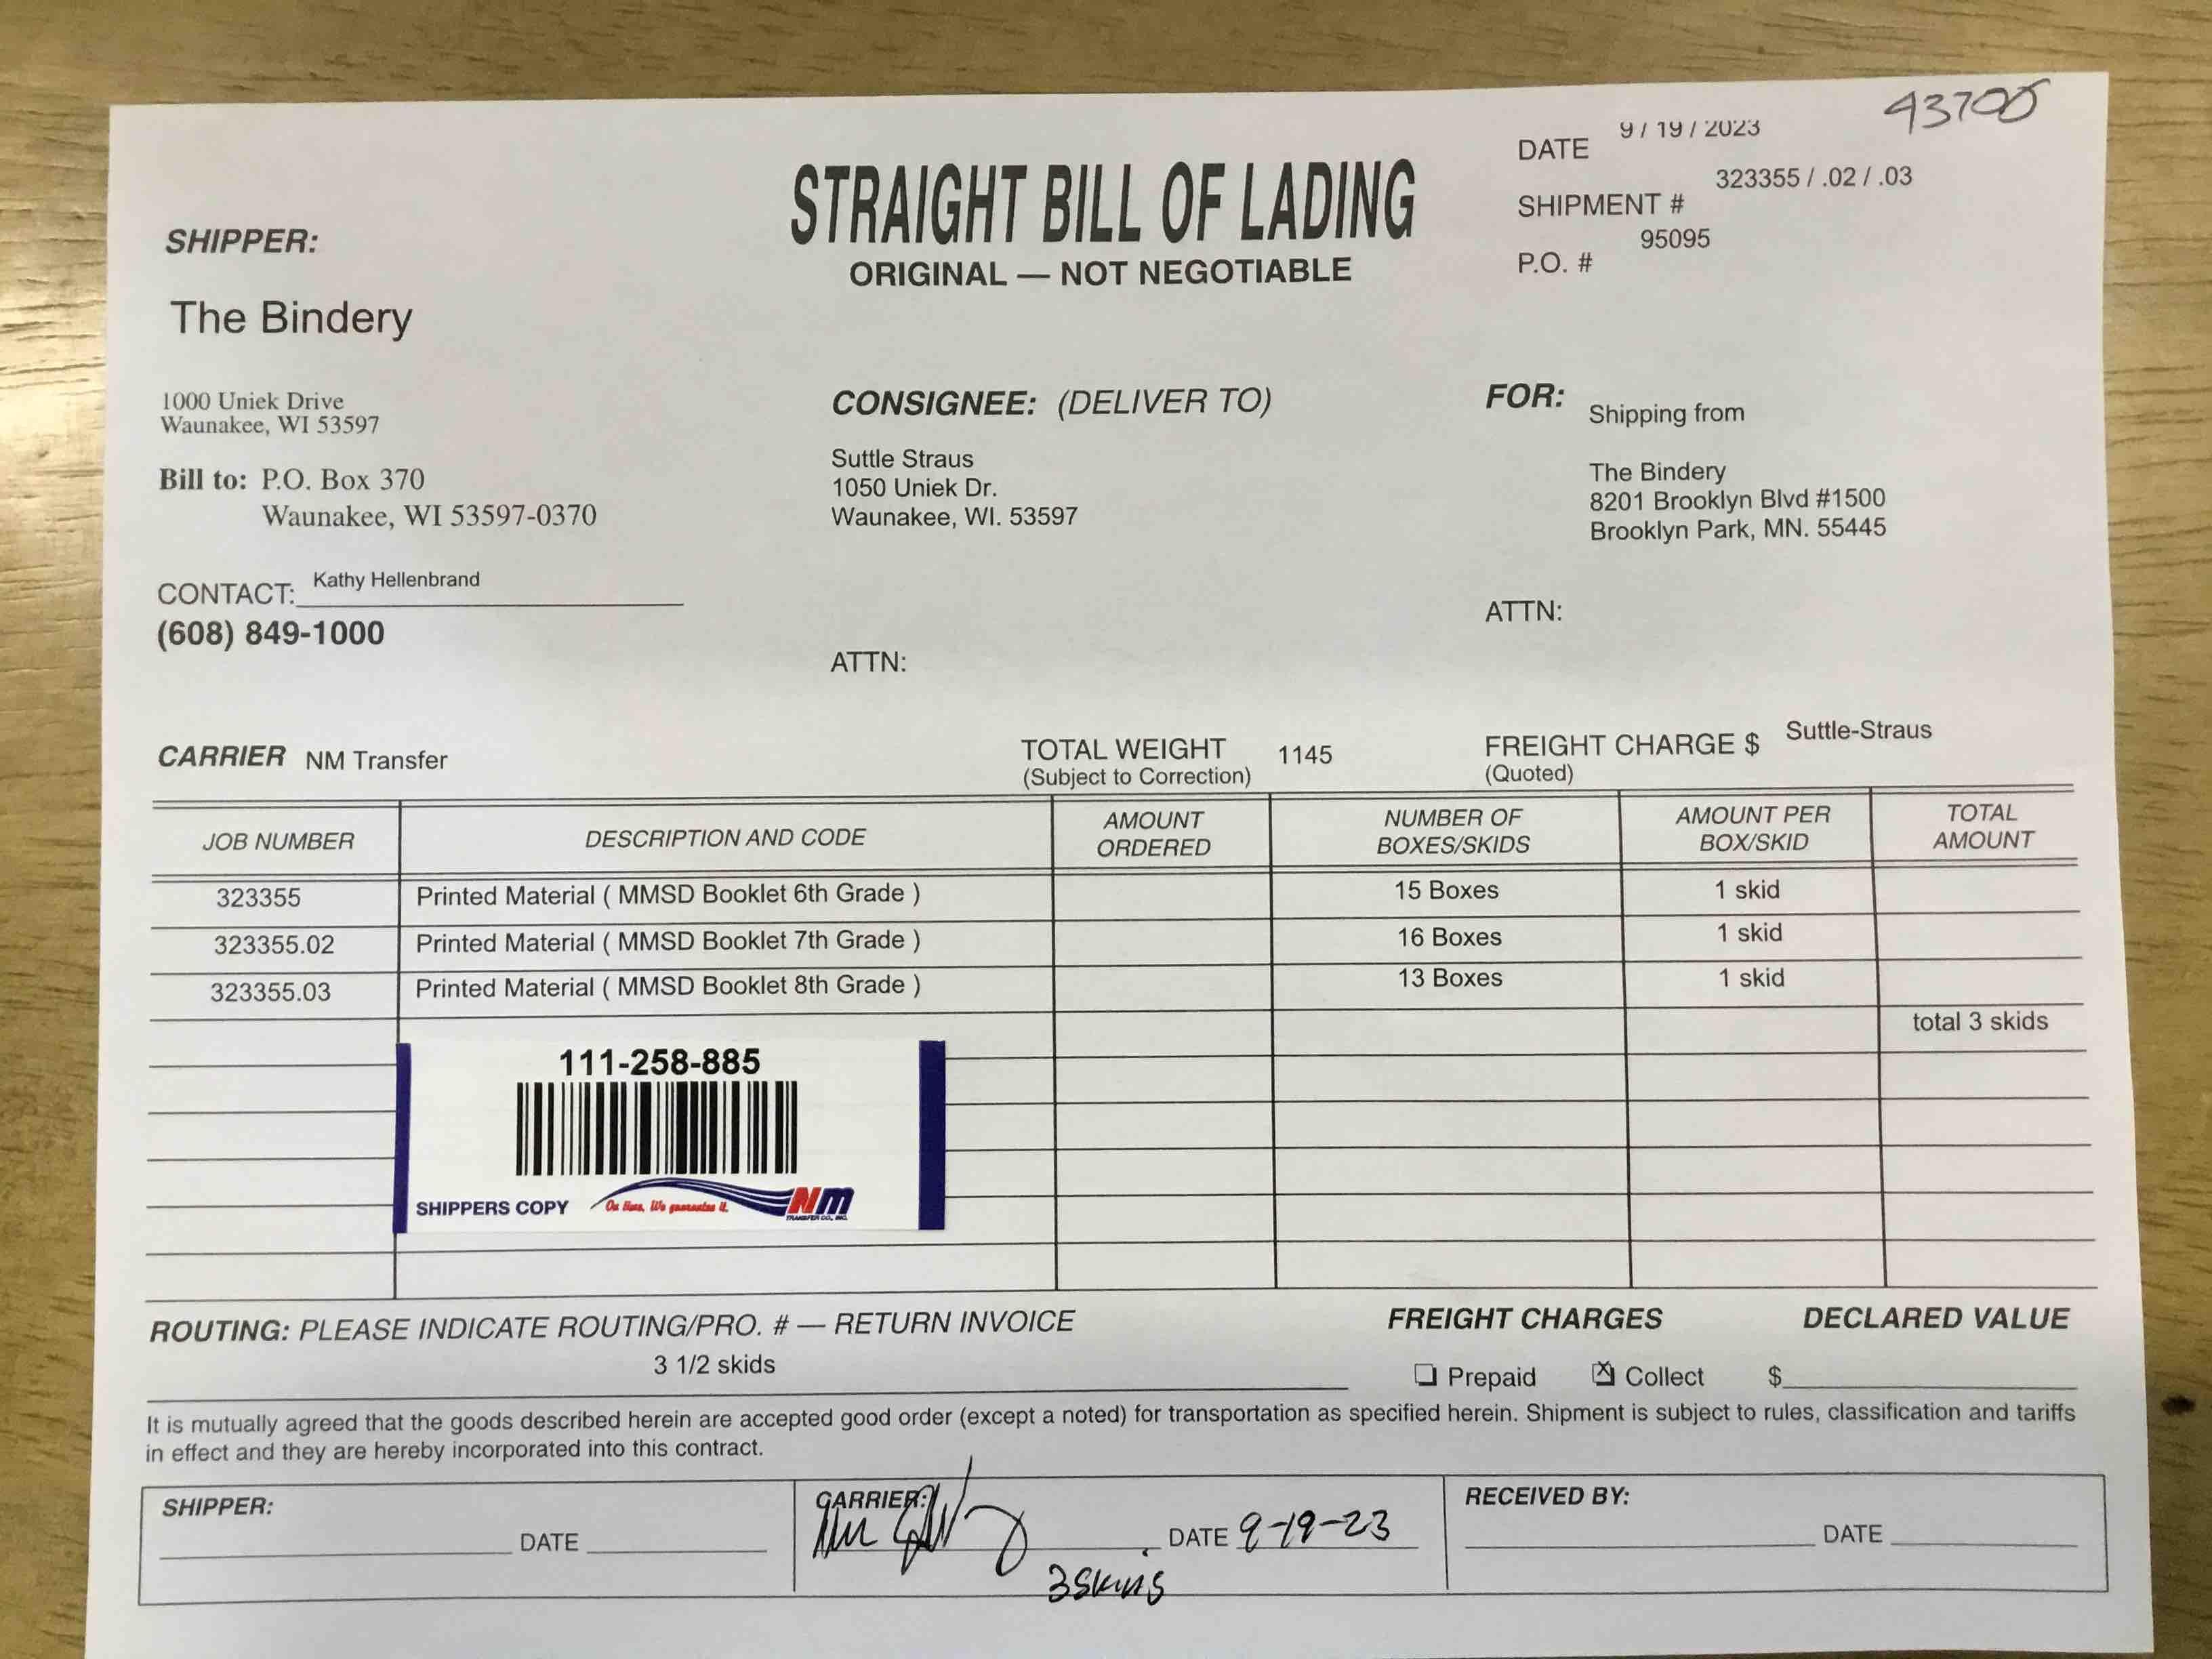 43705
DATE 9 / 19 / 2023
SHIPMENT # 323355 / .02 / .03
P.O. # 95095
STRAIGHT BILL OF LADING
ORIGINAL — NOT NEGOTIABLE
SHIPPER:
The Bindery
1000 Uniek Drive
Waunakee, WI 53597
Bill to: P.O. Box 370
Waunakee, WI 53597-0370
CONTACT: Kathy Hellenbrand
(608) 849-1000
CONSIGNEE: (DELIVER TO)
Suttle Straus
1050 Uniek Dr.
Waunakee, WI. 53597
ATTN:
FOR: Shipping from
The Bindery
8201 Brooklyn Blvd #1500
Brooklyn Park, MN. 55445
ATTN:
CARRIER NM Transfer
TOTAL WEIGHT 1145
(Subject to Correction)
FREIGHT CHARGE $ Suttle-Straus
(Quoted)
JOB NUMBER DESCRIPTION AND CODE AMOUNT ORDERED NUMBER OF BOXES/SKIDS AMOUNT PER BOX/SKID TOTAL AMOUNT
323355 Printed Material ( MMSD Booklet 6th Grade ) 15 Boxes 1 skid
323355.02 Printed Material ( MMSD Booklet 7th Grade ) 16 Boxes 1 skid
323355.03 Printed Material ( MMSD Booklet 8th Grade ) 13 Boxes 1 skid
total 3 skids
111-258-885
SHIPPERS COPY On time, We guarantee it. NM
TRANSFER CO., INC.
ROUTING: PLEASE INDICATE ROUTING/PRO. # — RETURN INVOICE
3 1/2 skids
FREIGHT CHARGES
Prepaid Collect
DECLARED VALUE
$
It is mutually agreed that the goods described herein are accepted good order (except a noted) for transportation as specified herein. Shipment is subject to rules, classification and tariffs
in effect and they are hereby incorporated into this contract.
SHIPPER:
DATE
CARRIER:
DATE 9-19-23
3 skids
RECEIVED BY:
DATE